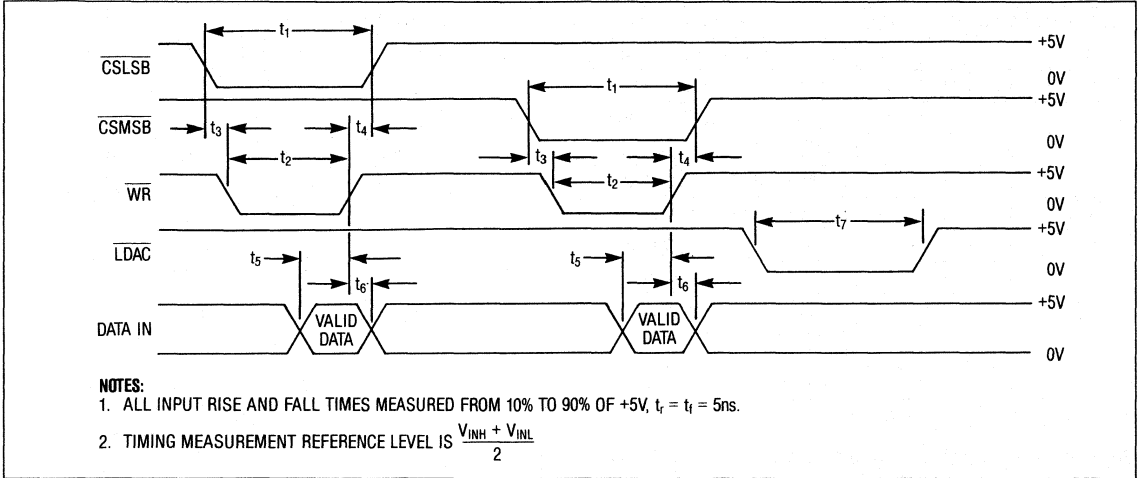 t1
+5V
CSLSB
0V
t1
+5V
CSMSB
t3
t4
0V
t2
t3
t4
t2
+5V
WR
0V
t7
+5V
LDAC
t5
t5
0V
t6
t6
+5V
DATA IN
VALID
DATA
VALID
DATA
0V
NOTES:
1. ALL INPUT RISE AND FALL TIMES MEASURED FROM 10% TO 90% OF +5V, tr = tf = 5ns.
2. TIMING MEASUREMENT REFERENCE LEVEL IS (VINH + VINL) / 2